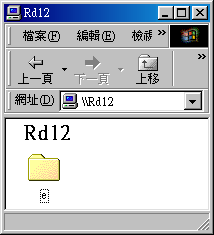 Rd12
檔案(F) 編輯(E) 檢視 »
上一頁 下一頁 上移 »
網址(D) \\Rd12
Rd12
e